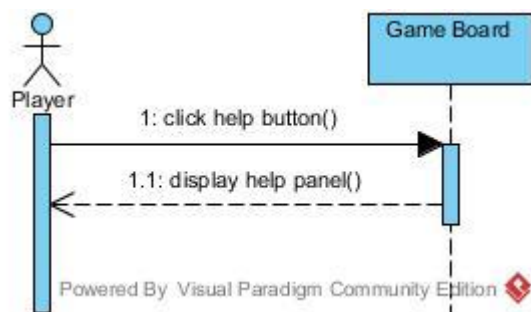 Game Board
Player
1: click help button()
1.1: display help panel()
Powered By Visual Paradigm Community Edition